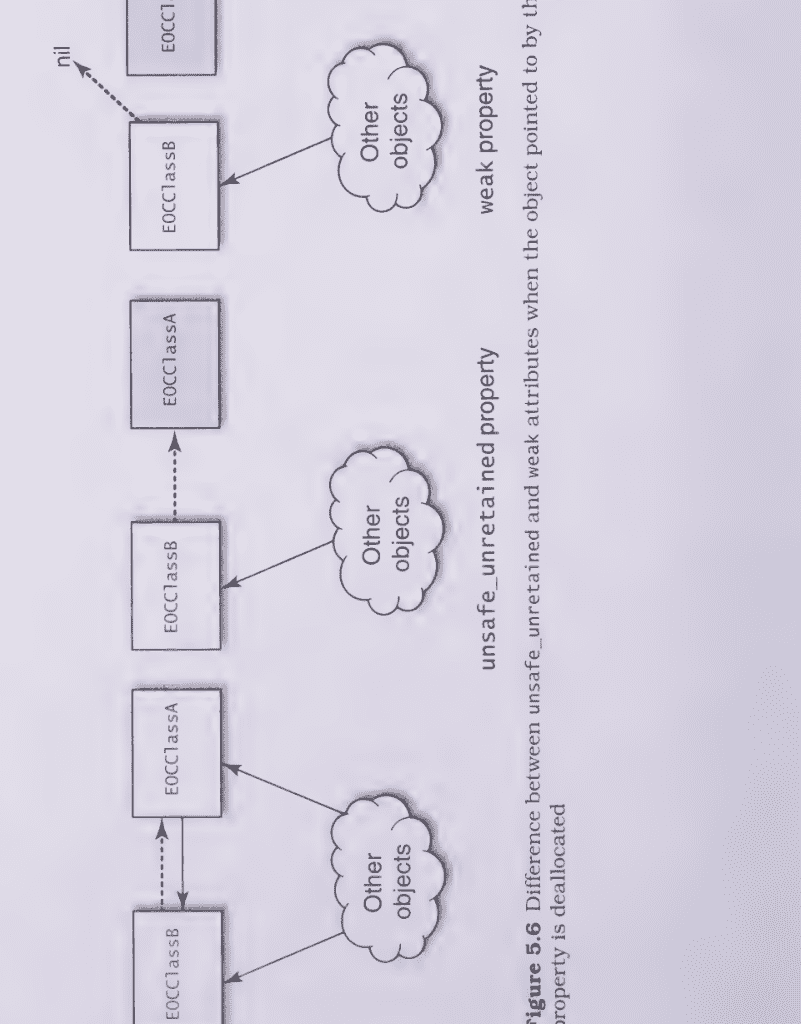 EOCClassB
EOCClassA
Other
objects
EOCClassB
EOCClassA
Other
objects
unsafe_unretained property
EOCClassB
nil
EOCCl
Other
objects
weak property
igure 5.6 Difference between unsafe_unretained and weak attributes when the object pointed to by th
property is deallocated